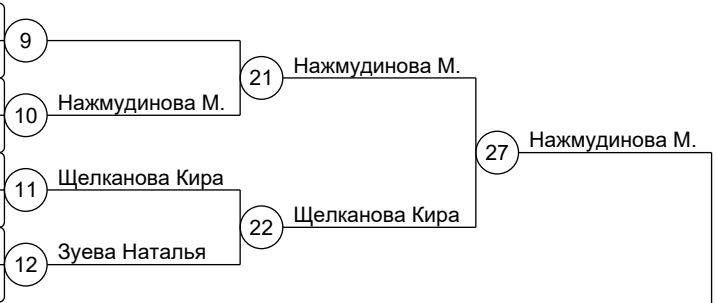 9
Нажмудинова М.
21
Нажмудинова М.
10
Нажмудинова М.
27
Щелканова Кира
11
Щелканова Кира
22
Зуева Наталья
12